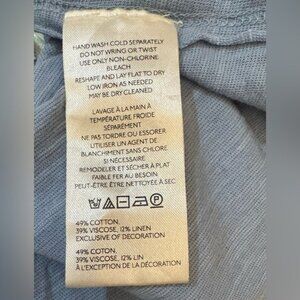 HAND WASH COLD SEPARATELY
DO NOT WRING OR TWIST
USE ONLY NON-CHLORINE
BLEACH
RESHAPE AND LAY FLAT TO DRY
LOW IRON AS NEEDED
MAY BE DRY CLEANED
LAVAGE À LA MAIN À
TEMPÉRATURE FROIDE
SÉPARÉMENT
NE PAS TORDRE OU ESSORER
UTILISER UN AGENT DE
BLANCHIMENT SANS CHLORE
SI NÉCESSAIRE
REMODELER ET SÉCHER À PLAT
FAIBLE FER AU BESOIN
PEUT-ÊTRE ÊTRE NETTOYÉE À SEC
49% COTTON,
39% VISCOSE, 12% LINEN
EXCLUSIVE OF DECORATION
49% COTON,
39% VISCOSE, 12% LIN
À L'EXCEPTION DE LA DÉCORATION